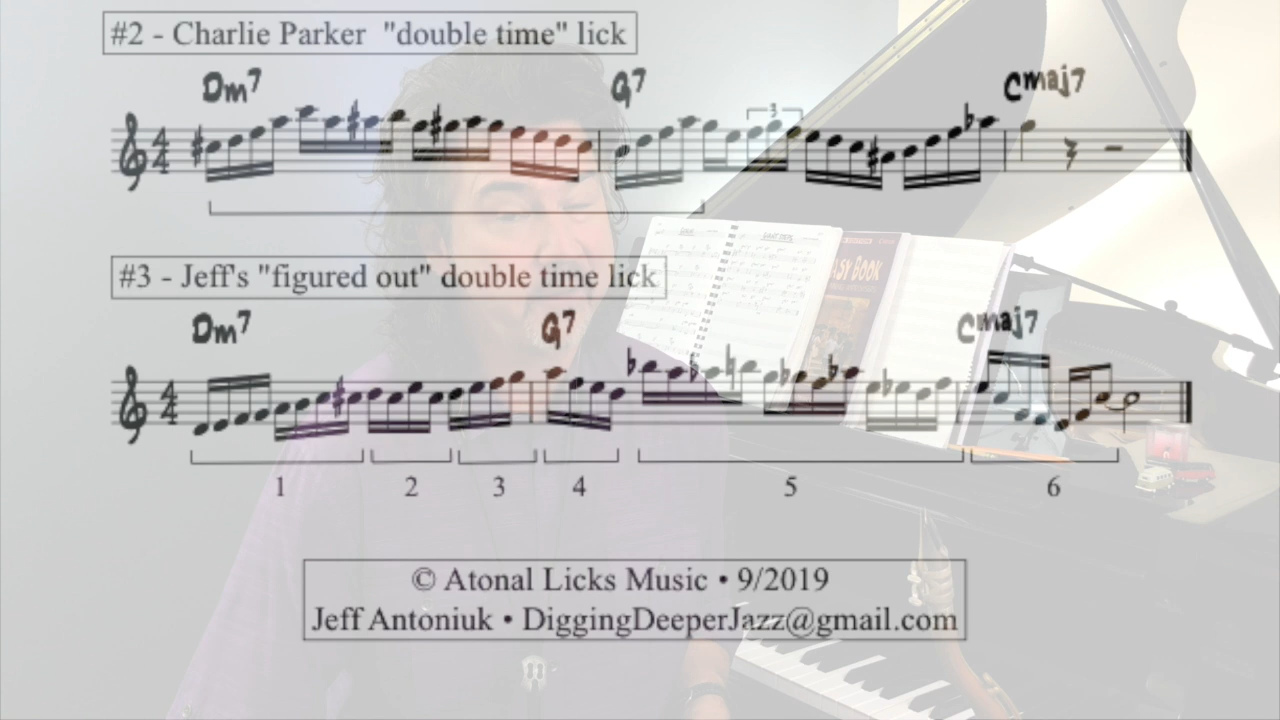 #2 - Charlie Parker "double time" lick
Dm7 G7 Cmaj7
3
#3 - Jeff's "figured out" double time lick
Dm7 G7 Cmaj7
1 2 3 4 5 6
© Atonal Licks Music • 9/2019
Jeff Antoniuk • DiggingDeeperJazz@gmail.com
BOOK